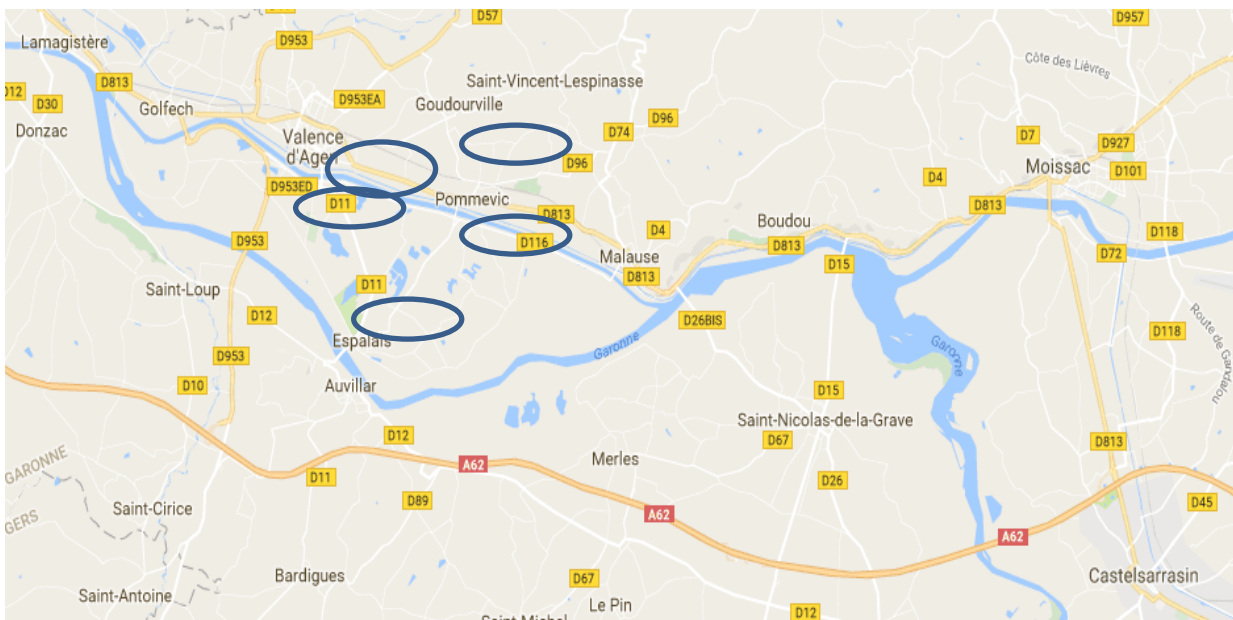 D57
D957
Lamagistère
D953
Côte des Lièvres
D813
Saint-Vincent-Lespinasse
D12
D30
D953EA
Goudourville
Golfech
Donzac
D74
D96
Valence
d'Agen
D7
D927
D96
Moissac
D101
D4
D953ED
D11
Pommevic
D813
D813
Boudou
D953
D116
D4
D813
D118
D72
Malause
D15
D813
Saint-Loup
D11
D12
D26BIS
Route de Gandalou
D118
Espalais
Garonne
Garonne
D953
Auvillar
D10
D15
Saint-Nicolas-de-la-Grave
D12
D67
D813
GARONNE
A62
Merles
D11
D26
D89
Saint-Cirice
D45
GERS
A62
A62
Bardigues
D67
Castelsarrasin
Saint-Antoine
Le Pin
D12